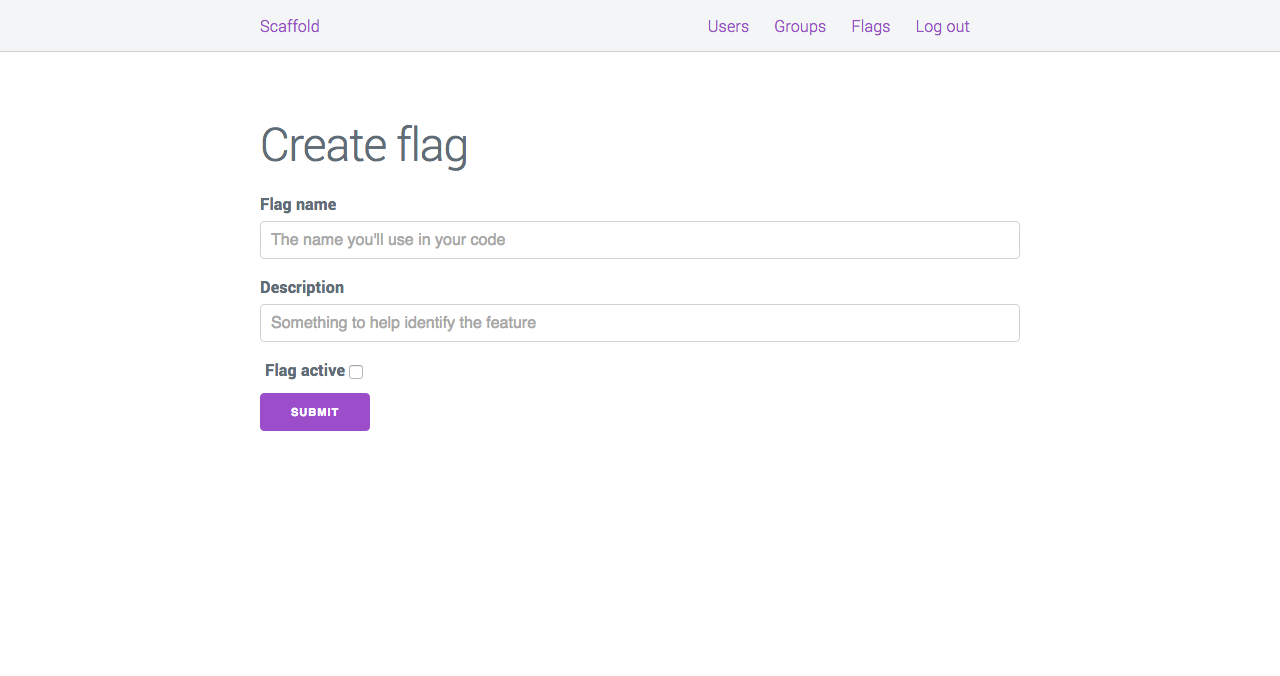 Scaffold Users Groups Flags Log out
Create flag
Flag name
The name you'll use in your code
Description
Something to help identify the feature
Flag active
SUBMIT